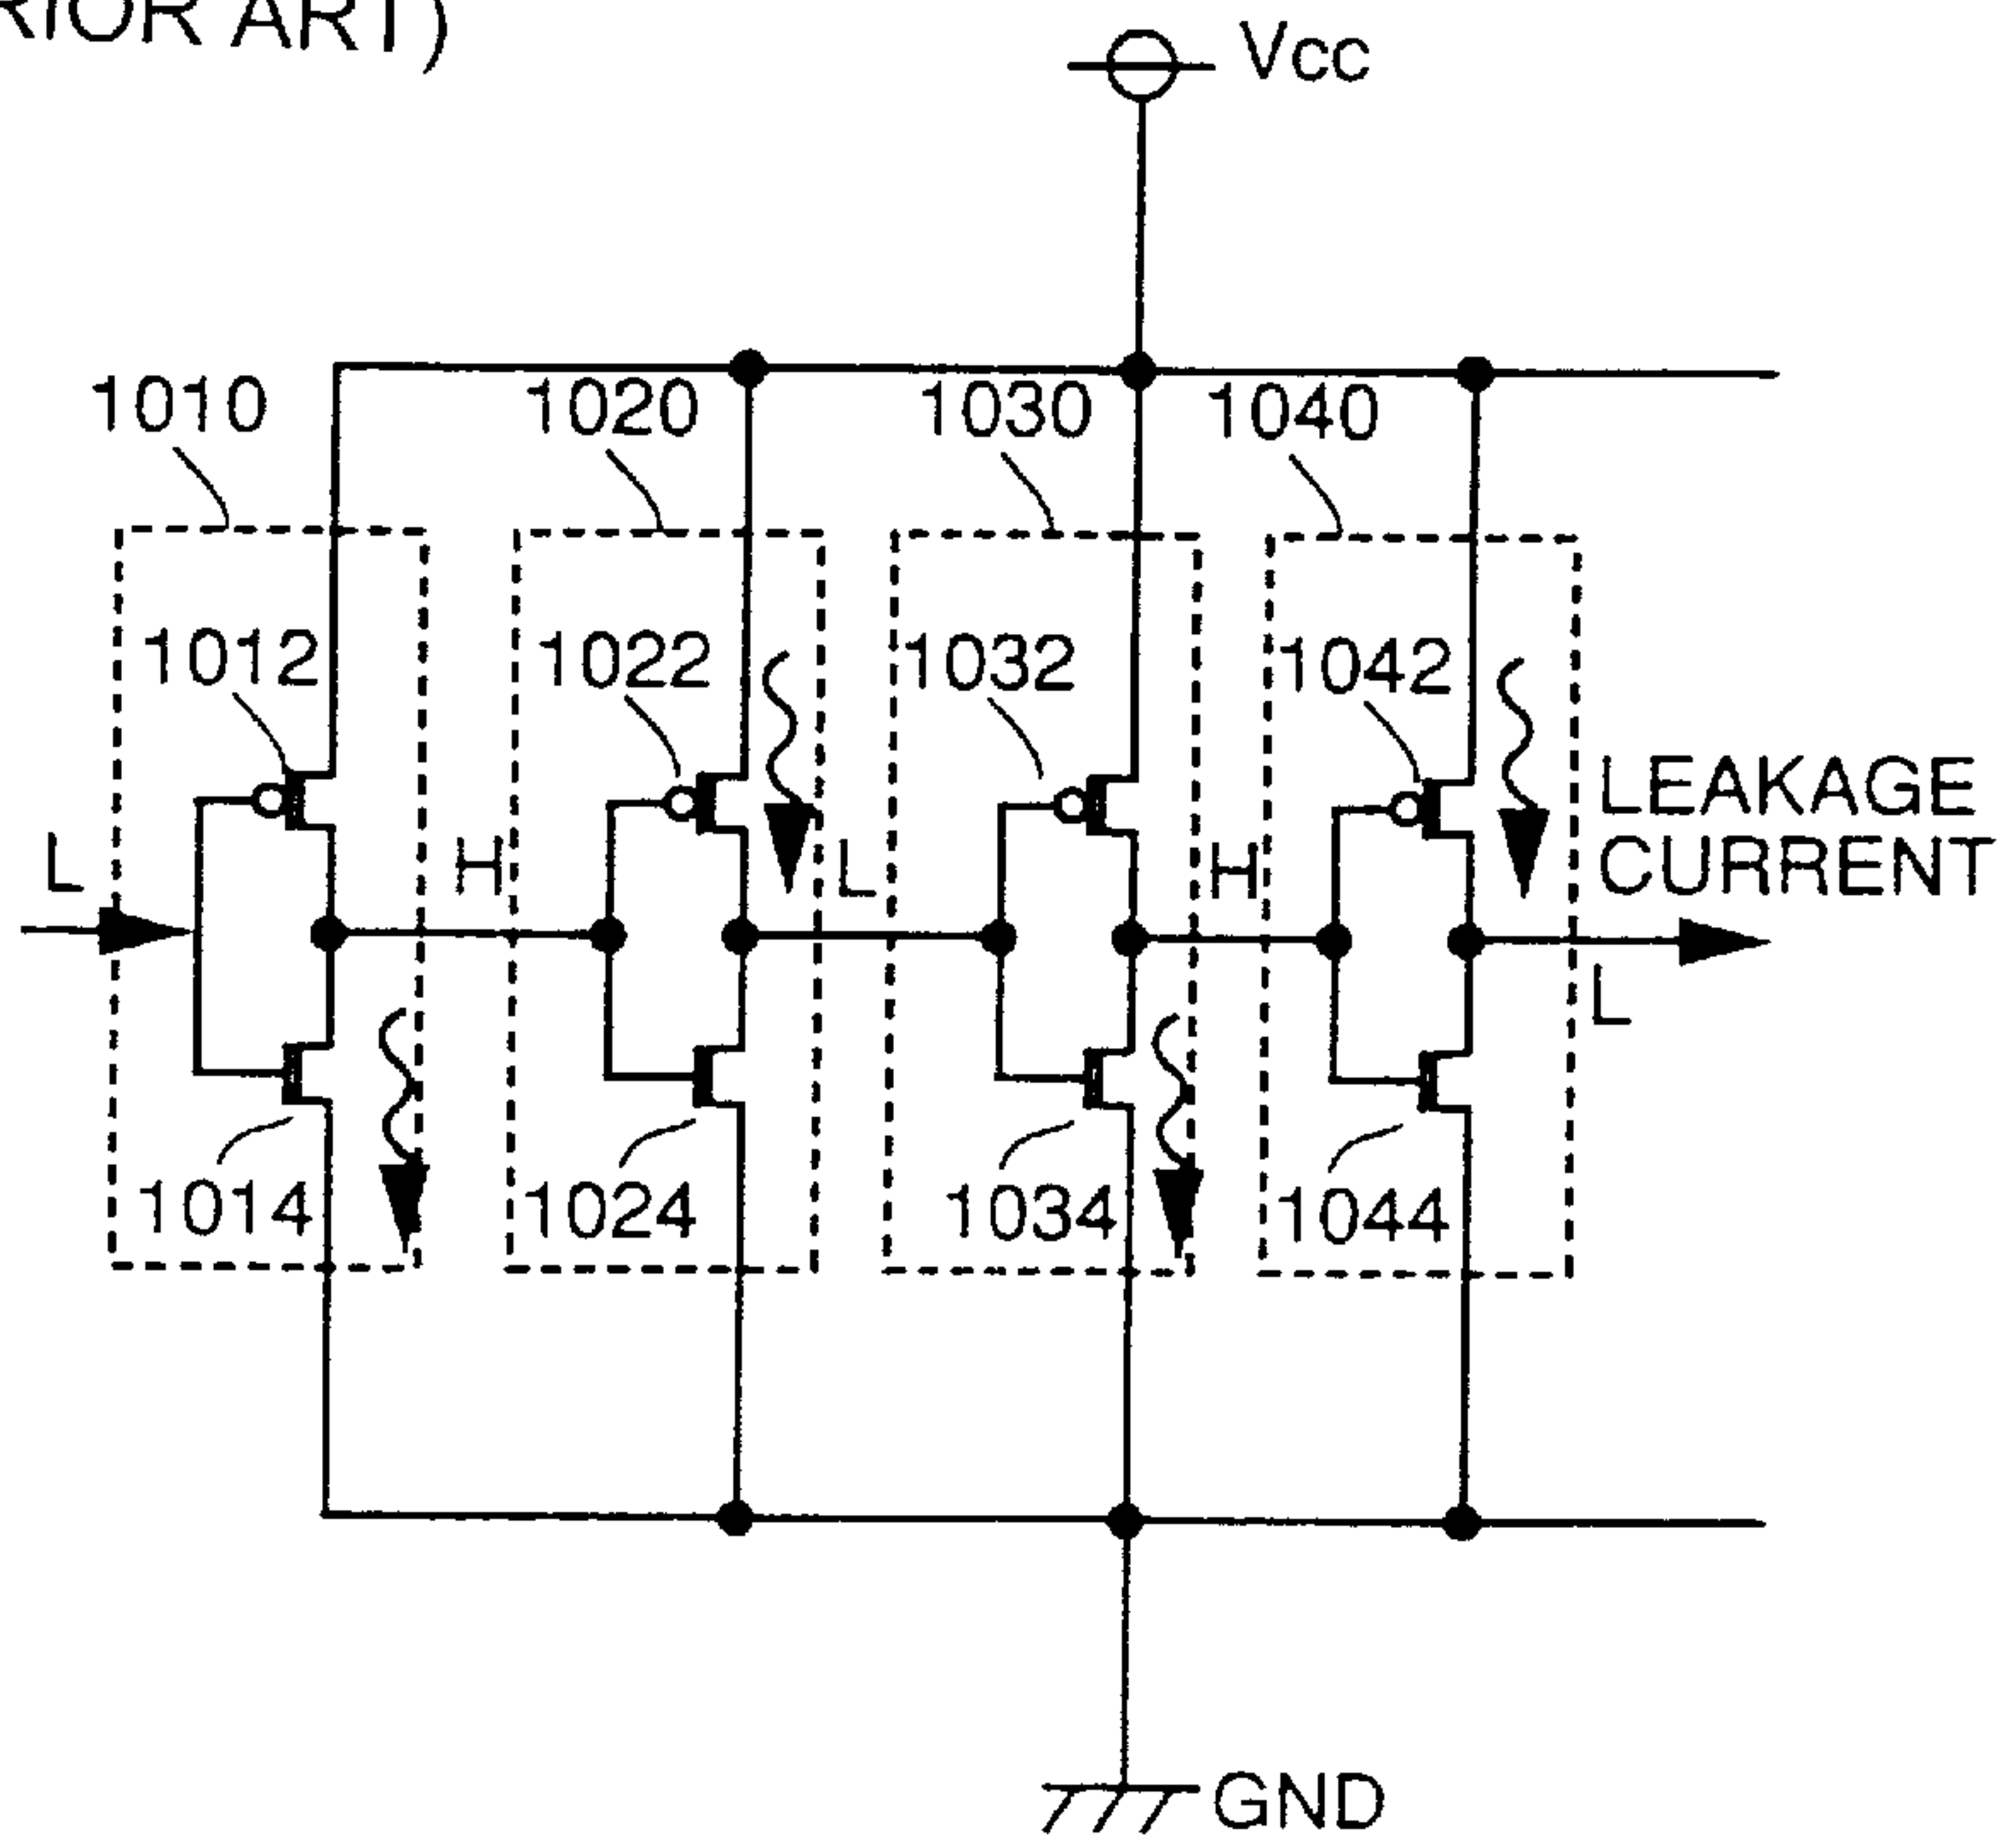 RIOR ART)
Vcc
1010 1020 1030 1040
1012 1022 1032 1042
LEAKAGE
CURRENT
L H L H
L
1014 1024 1034 1044
GND